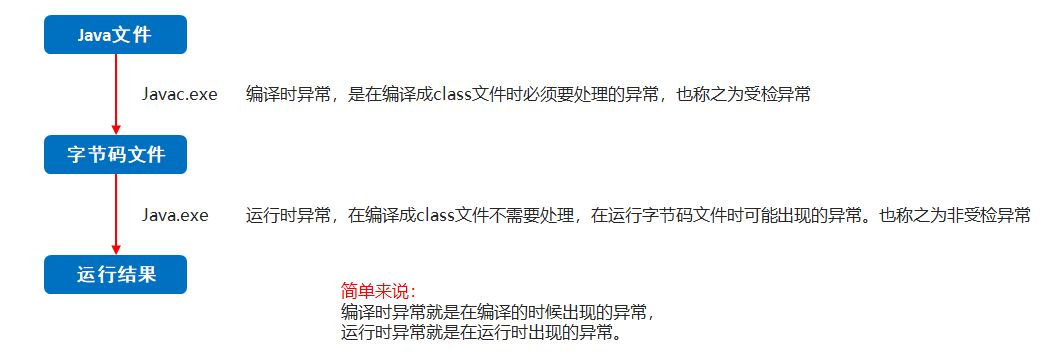 Java文件
Javac.exe 编译时异常，是在编译成class文件时必须要处理的异常，也称之为受检异常
字节码文件
Java.exe 运行时异常，在编译成class文件不需要处理，在运行字节码文件时可能出现的异常。也称之为非受检异常
运行结果
简单来说：
编译时异常就是在编译的时候出现的异常，
运行时异常就是在运行时出现的异常。